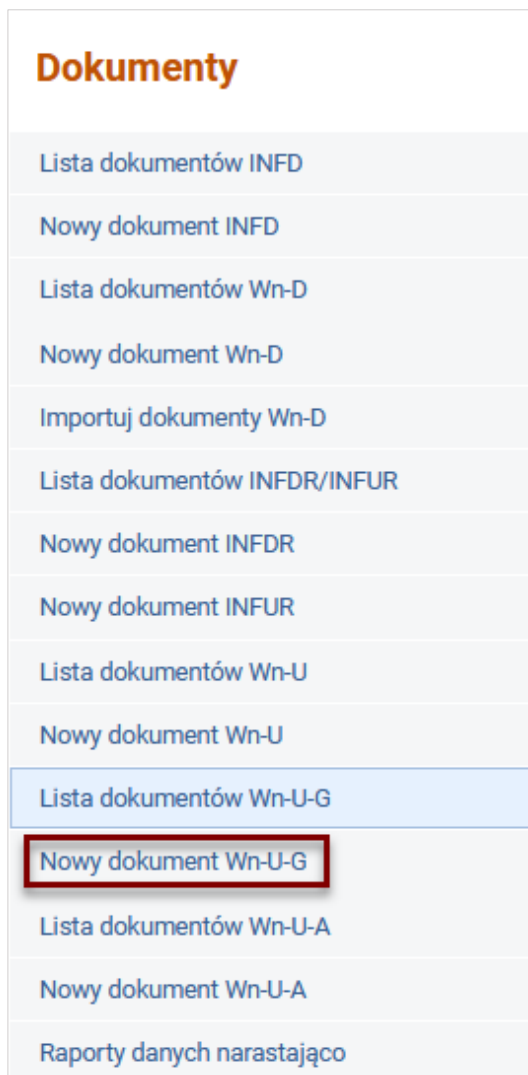 Dokumenty
Lista dokumentów INFD
Nowy dokument INFD
Lista dokumentów Wn-D
Nowy dokument Wn-D
Importuj dokumenty Wn-D
Lista dokumentów INFDR/INFUR
Nowy dokument INFDR
Nowy dokument INFUR
Lista dokumentów Wn-U
Nowy dokument Wn-U
Lista dokumentów Wn-U-G
Nowy dokument Wn-U-G
Lista dokumentów Wn-U-A
Nowy dokument Wn-U-A
Raporty danych narastająco